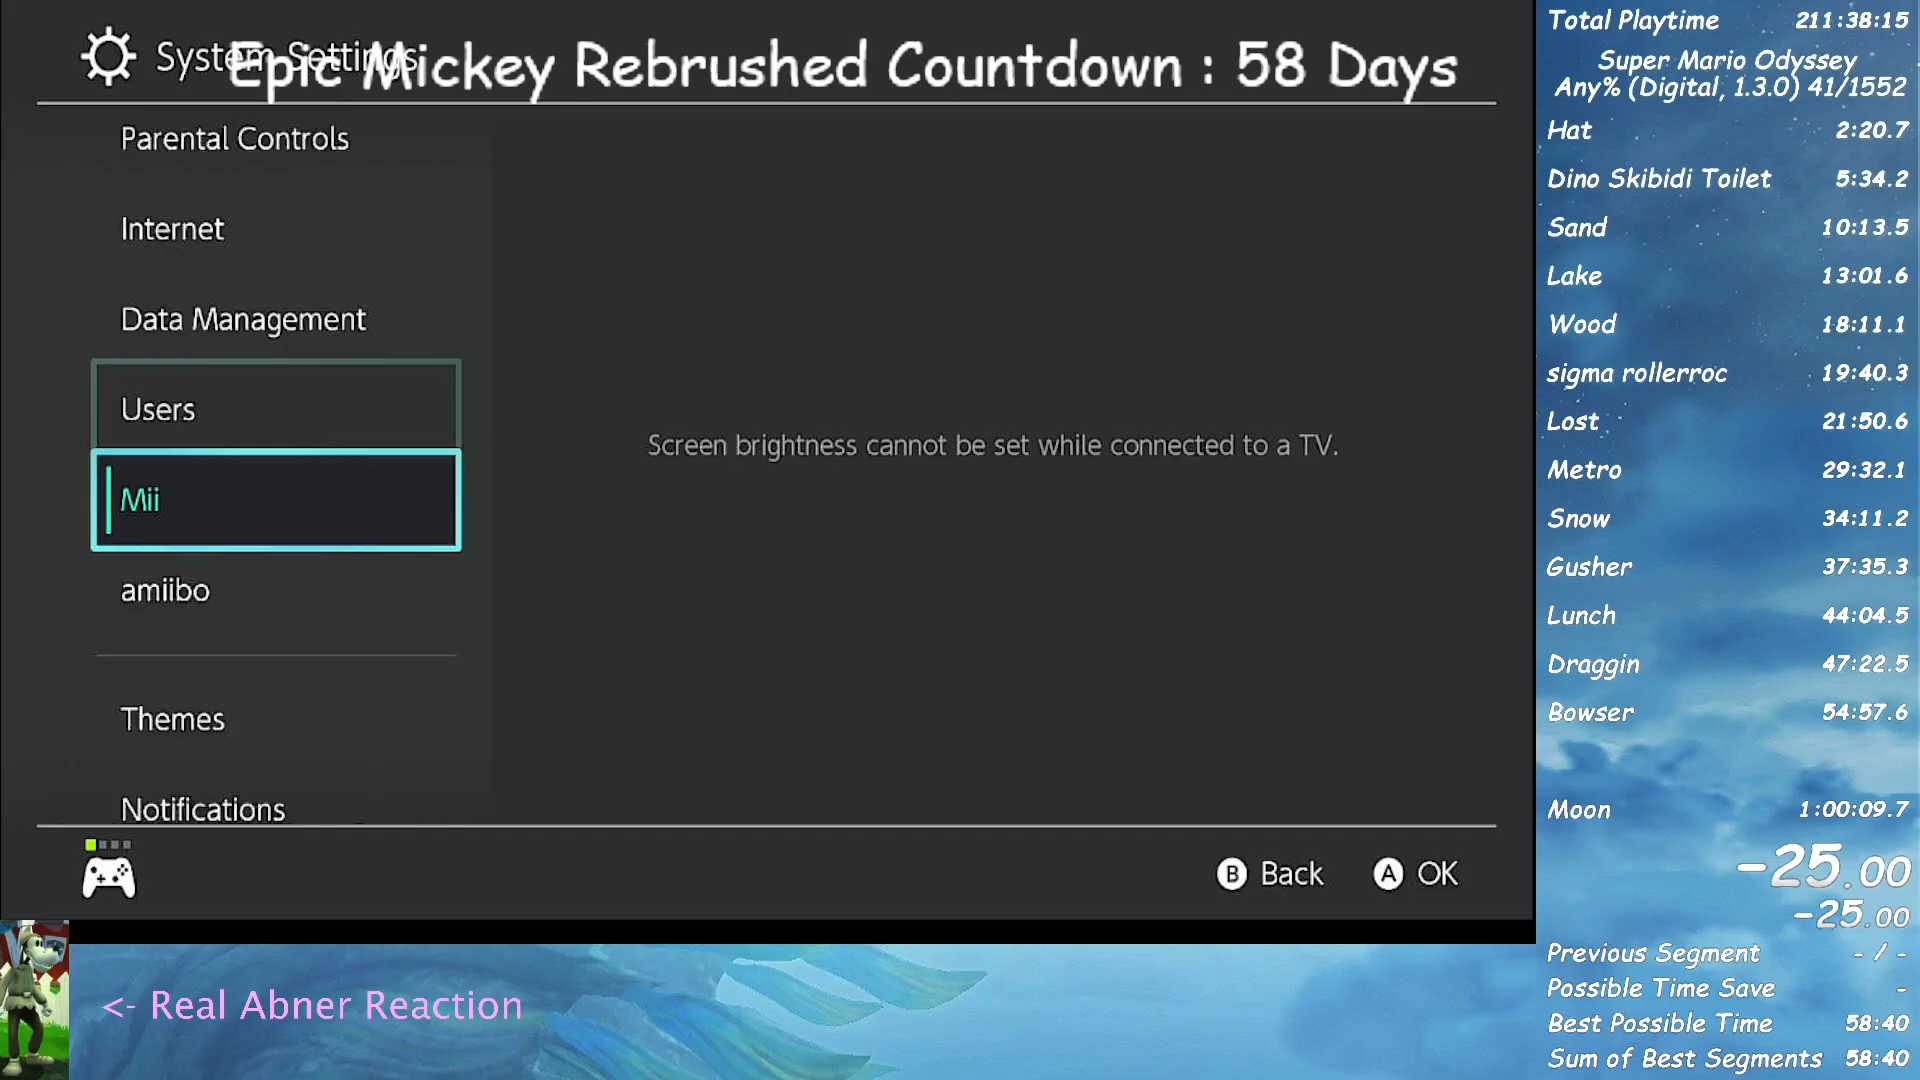 System Settings
Epic Mickey Rebrushed Countdown : 58 Days
Parental Controls
Internet
Data Management
Users
Mii
amiibo
Themes
Notifications
Screen brightness cannot be set while connected to a TV.
B Back A OK
<- Real Abner Reaction
Total Playtime 211:38:15
Super Mario Odyssey
Any% (Digital, 1.3.0) 41/1552
Hat 2:20.7
Dino Skibidi Toilet 5:34.2
Sand 10:13.5
Lake 13:01.6
Wood 18:11.1
sigma rollerroc 19:40.3
Lost 21:50.6
Metro 29:32.1
Snow 34:11.2
Gusher 37:35.3
Lunch 44:04.5
Draggin 47:22.5
Bowser 54:57.6
Moon 1:00:09.7
-25.00
-25.00
Previous Segment - / -
Possible Time Save -
Best Possible Time 58:40
Sum of Best Segments 58:40